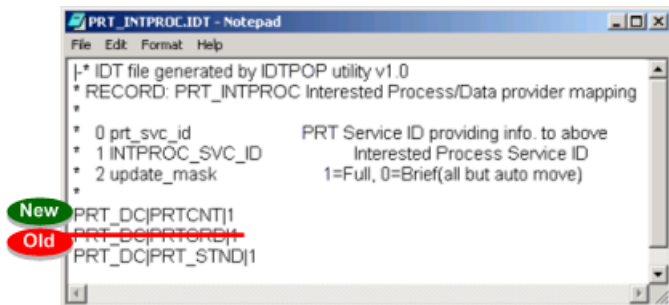 PRT_INTPROC.IDT - Notepad
File Edit Format Help
|-* IDT file generated by IDTPOP utility v1.0
* RECORD: PRT_INTPROC Interested Process/Data provider mapping
*
* 0 prt_svc_id PRT Service ID providing info. to above
* 1 INTPROC_SVC_ID Interested Process Service ID
* 2 update_mask 1=Full, 0=Brief(all but auto move)
*
New PRT_DC|PRTCNT|1
Old PRT_DC|PRTORD|1
PRT_DC|PRT_STND|1